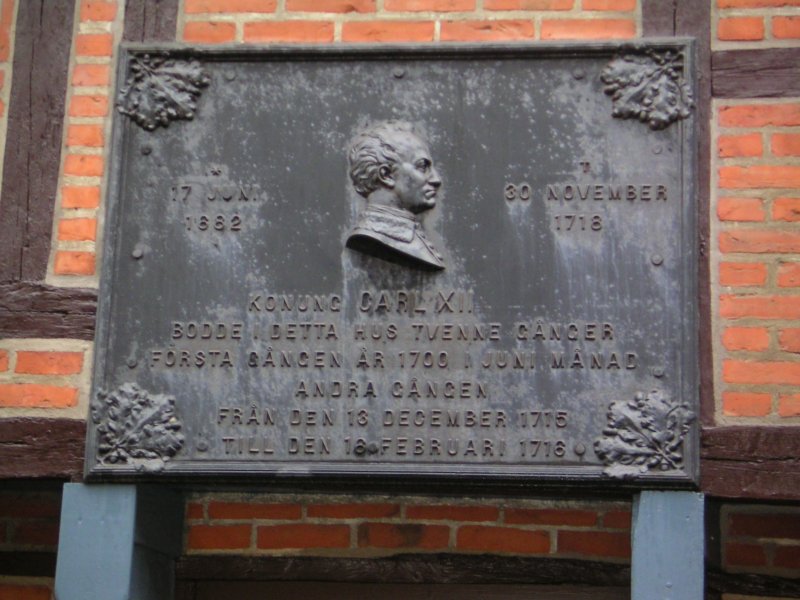 * †
17 JUNI 30 NOVEMBER
1682 1718
KONUNG CARL XII
BODDE I DETTA HUS TVENNE GÅNGER
FÖRSTA GÅNGEN ÅR 1700 I JUNI MÅNAD
ANDRA GÅNGEN
FRÅN DEN 13 DECEMBER 1715
TILL DEN 18 FEBRUARI 1716